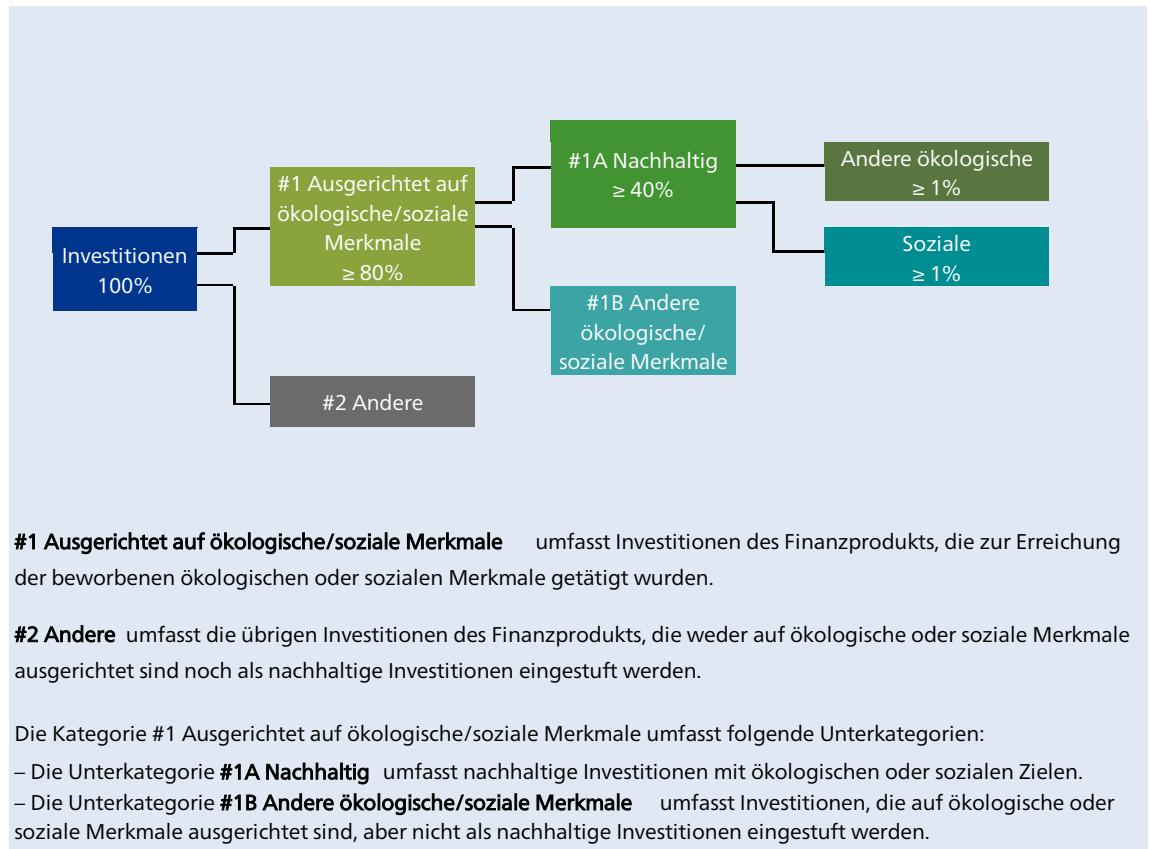 Investitionen
100%
#1 Ausgerichtet auf
ökologische/soziale
Merkmale
≥ 80%
#2 Andere
#1A Nachhaltig
≥ 40%
#1B Andere
ökologische/
soziale Merkmale
Andere ökologische
≥ 1%
Soziale
≥ 1%
#1 Ausgerichtet auf ökologische/soziale Merkmale umfasst Investitionen des Finanzprodukts, die zur Erreichung
der beworbenen ökologischen oder sozialen Merkmale getätigt wurden.
#2 Andere umfasst die übrigen Investitionen des Finanzprodukts, die weder auf ökologische oder soziale Merkmale
ausgerichtet sind noch als nachhaltige Investitionen eingestuft werden.
Die Kategorie #1 Ausgerichtet auf ökologische/soziale Merkmale umfasst folgende Unterkategorien:
– Die Unterkategorie #1A Nachhaltig umfasst nachhaltige Investitionen mit ökologischen oder sozialen Zielen.
– Die Unterkategorie #1B Andere ökologische/soziale Merkmale umfasst Investitionen, die auf ökologische oder
soziale Merkmale ausgerichtet sind, aber nicht als nachhaltige Investitionen eingestuft werden.